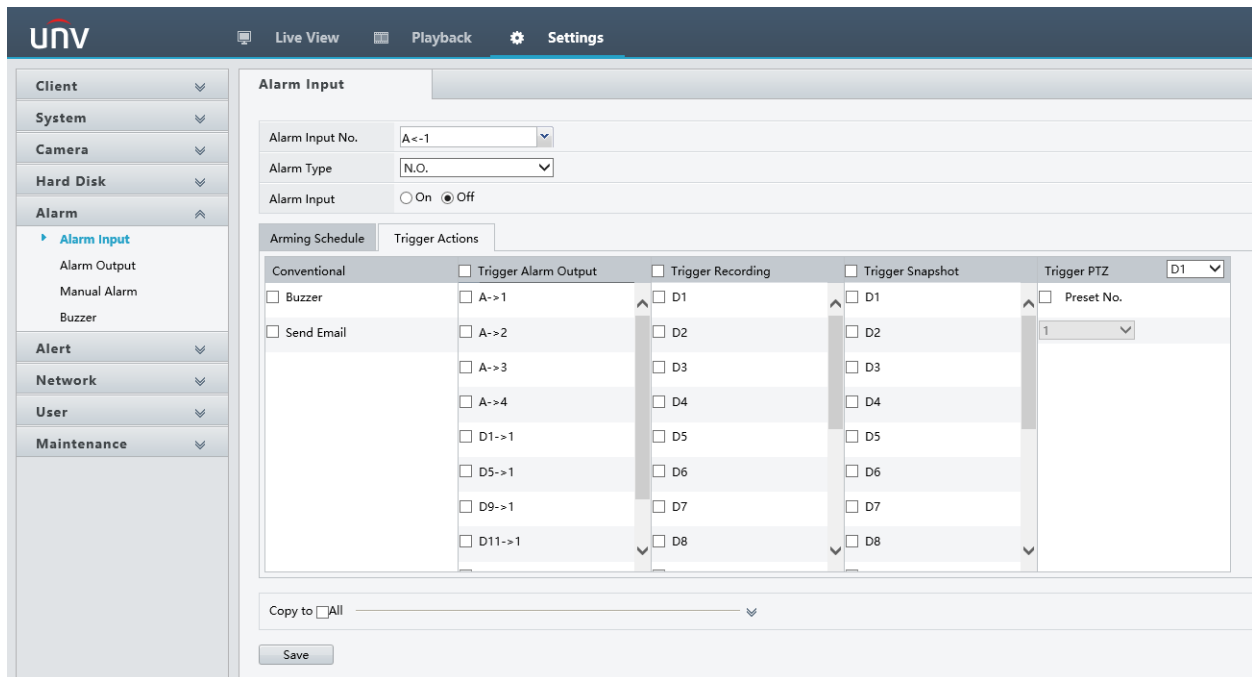 unv
Live View Playback Settings
Client
System
Camera
Hard Disk
Alarm
Alarm Input
Alarm Output
Manual Alarm
Buzzer
Alert
Network
User
Maintenance
Alarm Input
Alarm Input No. A<-1
Alarm Type N.O.
Alarm Input On Off
Arming Schedule Trigger Actions
Conventional Trigger Alarm Output Trigger Recording Trigger Snapshot Trigger PTZ D1
Buzzer A->1 D1 D1 Preset No.
Send Email A->2 D2 D2 1
A->3 D3 D3
A->4 D4 D4
D1->1 D5 D5
D5->1 D6 D6
D9->1 D7 D7
D11->1 D8 D8
Copy to All
Save